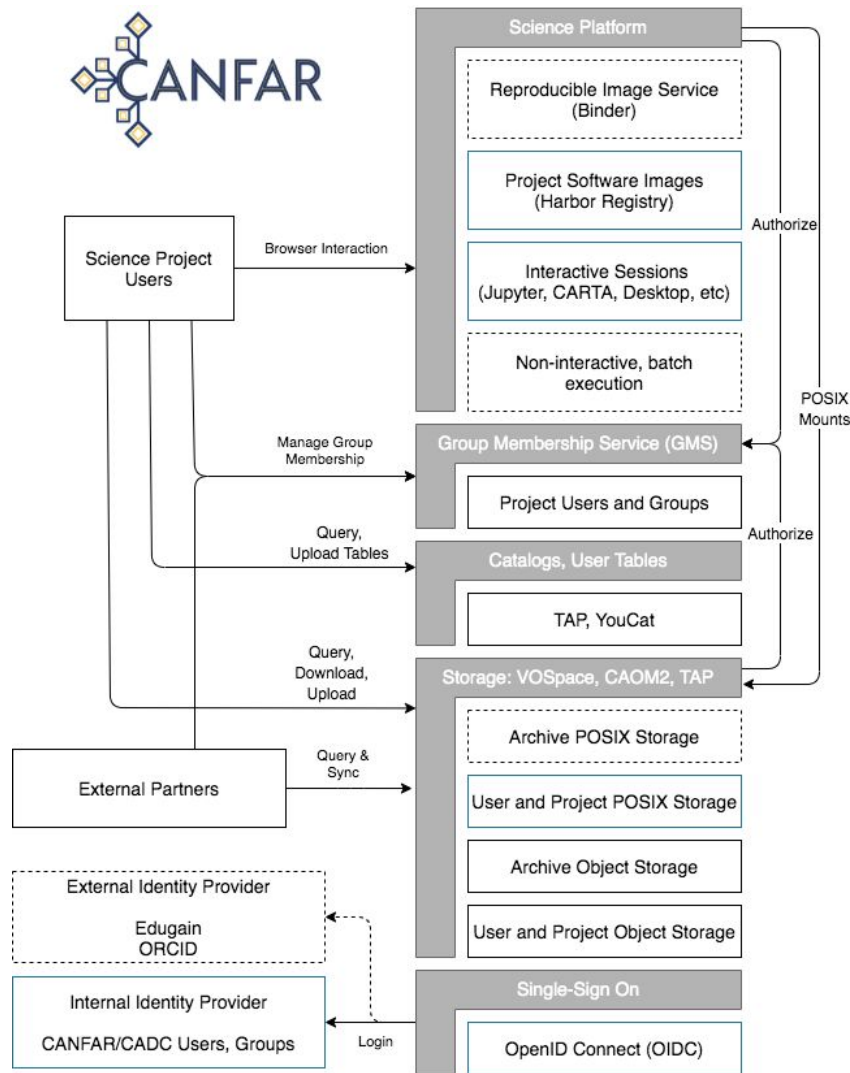 CANFAR
Science Platform
Reproducible Image Service
(Binder)
Project Software Images
(Harbor Registry)
Authorize
Science Project
Users
Browser Interaction
Interactive Sessions
(Jupyter, CARTA, Desktop, etc)
Non-interactive, batch
execution
POSIX
Mounts
Manage Group
Membership
Group Membership Service (GMS)
Project Users and Groups
Query,
Upload Tables
Authorize
Catalogs, User Tables
TAP, YouCat
Query,
Download,
Upload
Storage: VOSpace, CAOM2, TAP
Archive POSIX Storage
External Partners
Query &
Sync
User and Project POSIX Storage
Archive Object Storage
User and Project Object Storage
External Identity Provider
Edugain
ORCID
Single-Sign On
Internal Identity Provider
CANFAR/CADC Users, Groups
Login
OpenID Connect (OIDC)